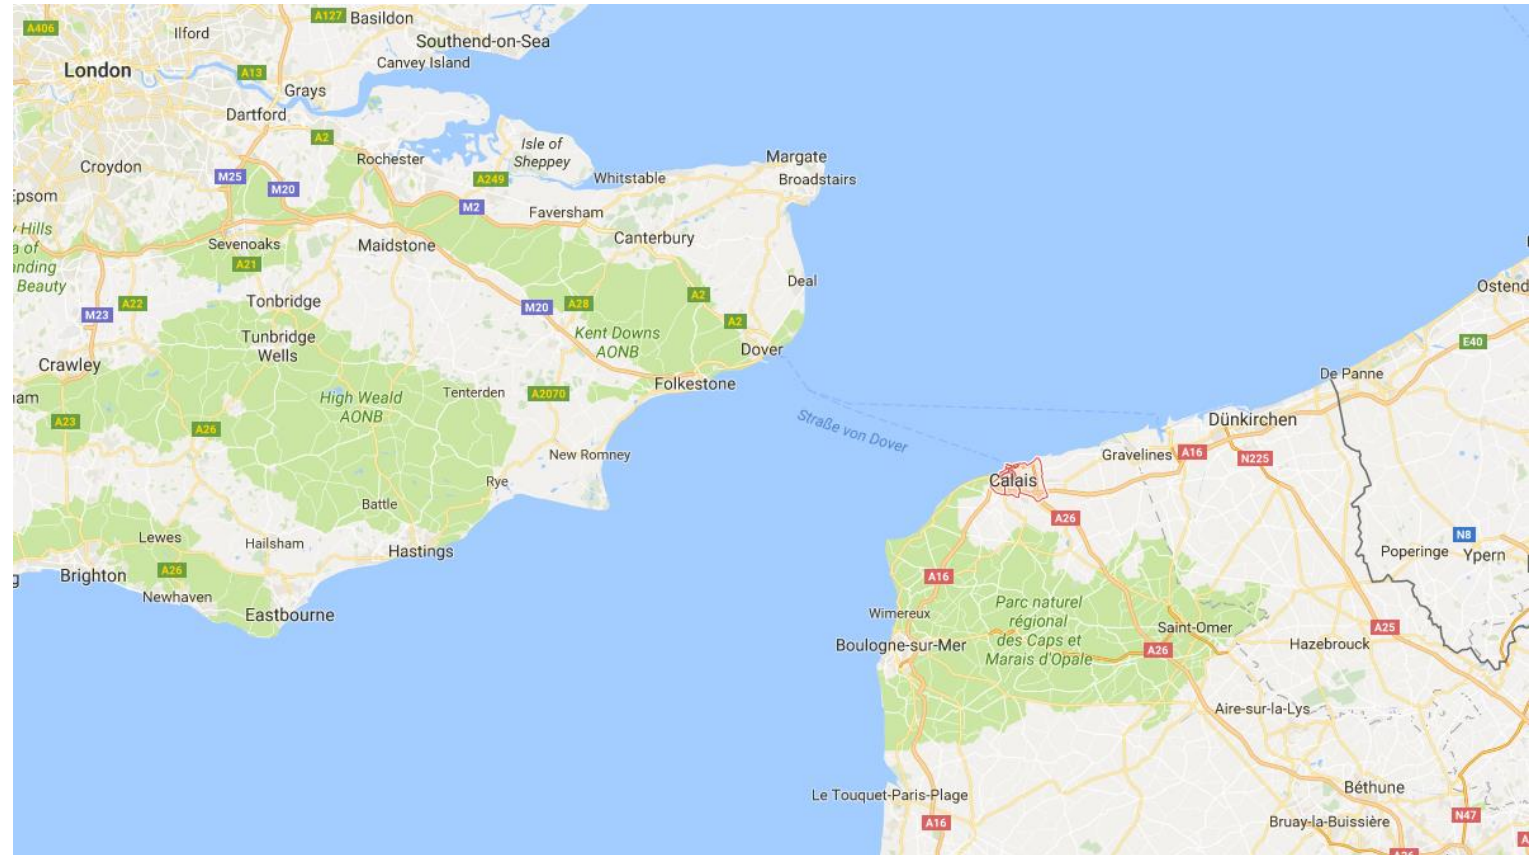 A406
A127
Basildon
Ilford
Southend-on-Sea
Canvey Island
London
A13
Grays
Dartford
A2
Isle of
Sheppey
Croydon
Rochester
Margate
M25
M20
A249
Whitstable
Broadstairs
M2
Faversham
Hills
Canterbury
Sevenoaks
Maidstone
A21
Beauty
Deal
Ostend
Tonbridge
A22
M23
M20
A28
A2
A2
Kent Downs
AONB
Tunbridge
Wells
E40
Dover
Crawley
De Panne
Folkestone
High Weald
AONB
Tenterden
A2070
A23
A26
Straße von Dover
Dünkirchen
New Romney
Gravelines
A16
N225
Rye
Calais
Battle
A26
Lewes
Hailsham
Hastings
N8
Poperinge
Ypern
Brighton
A26
Newhaven
A16
Eastbourne
Wimereux
Parc naturel
régional
des Caps et
Marais d'Opale
Saint-Omer
A25
Boulogne-sur-Mer
A26
Hazebrouck
Aire-sur-la-Lys
Le Touquet-Paris-Plage
Béthune
A16
Bruay-la-Buissière
N47
A26